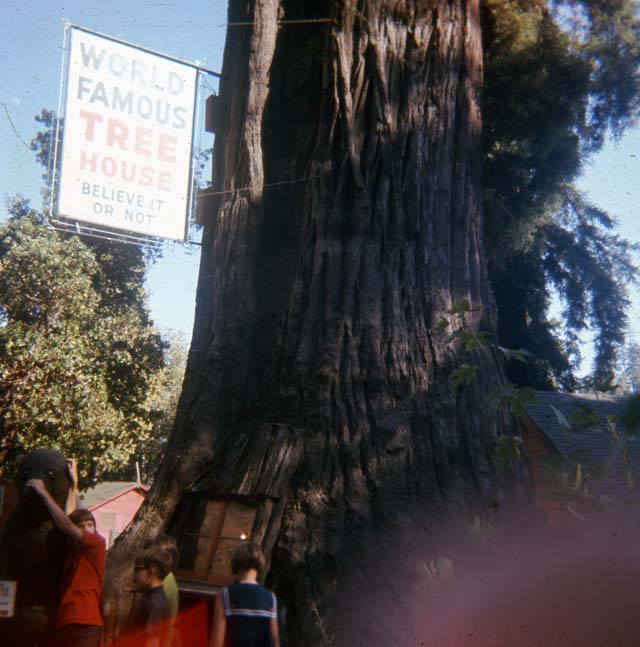 WORLD
FAMOUS
TREE
HOUSE
BELIEVE IT
OR NOT